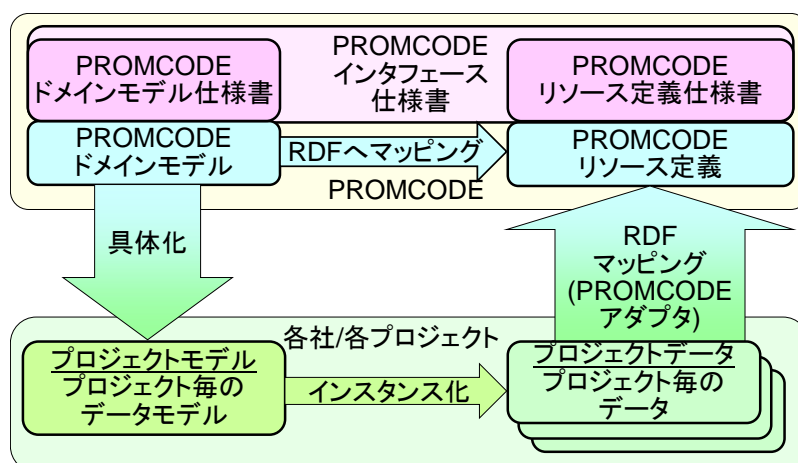 PROMCODE
ドメインモデル仕様書
PROMCODE
インタフェース
仕様書
PROMCODE
リソース定義仕様書
PROMCODE
ドメインモデル
RDFへマッピング
PROMCODE
リソース定義
PROMCODE
具体化
RDF
マッピング
(PROMCODE
アダプタ)
各社/各プロジェクト
プロジェクトモデル
プロジェクト毎の
データモデル
インスタンス化
プロジェクトデータ
プロジェクト毎の
データ